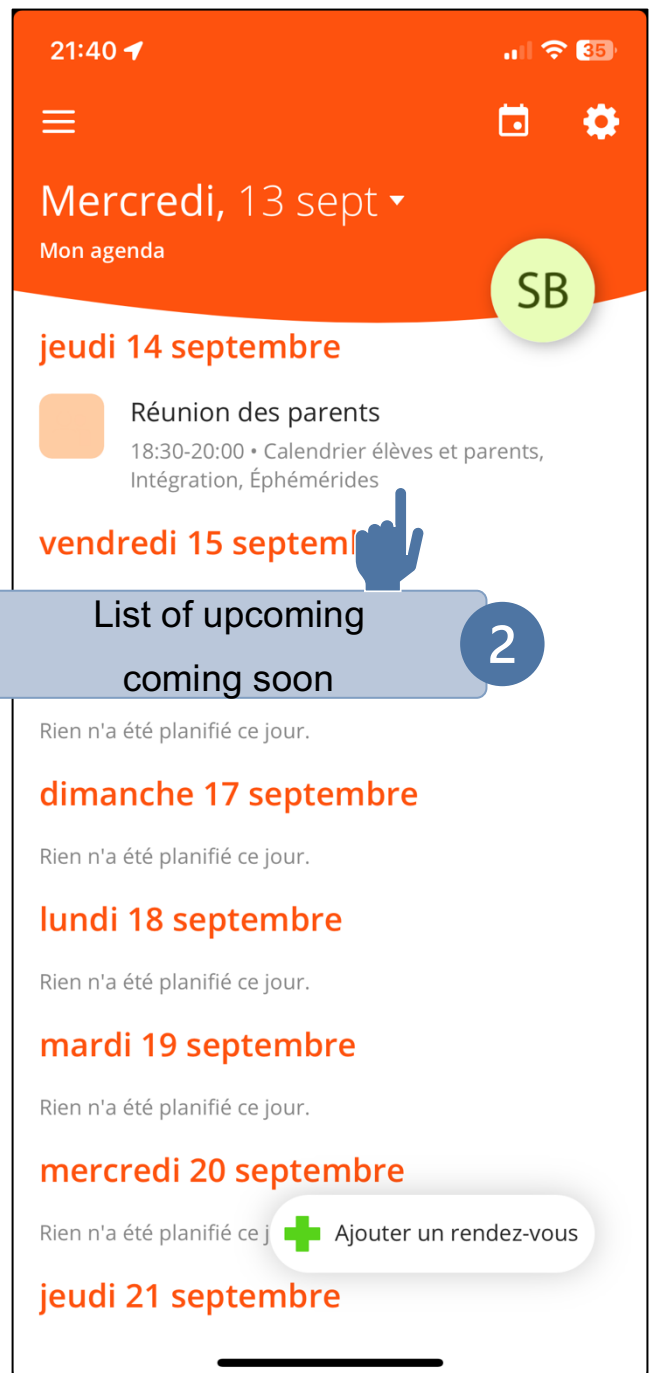 21:40
35
Mercredi, 13 sept
Mon agenda
SB
jeudi 14 septembre
Réunion des parents
18:30-20:00 • Calendrier élèves et parents,
Intégration, Éphémérides
vendredi 15 septem
List of upcoming
coming soon
2
Rien n'a été planifié ce jour.
dimanche 17 septembre
Rien n'a été planifié ce jour.
lundi 18 septembre
Rien n'a été planifié ce jour.
mardi 19 septembre
Rien n'a été planifié ce jour.
mercredi 20 septembre
Rien n'a été planifié ce j
Ajouter un rendez-vous
jeudi 21 septembre